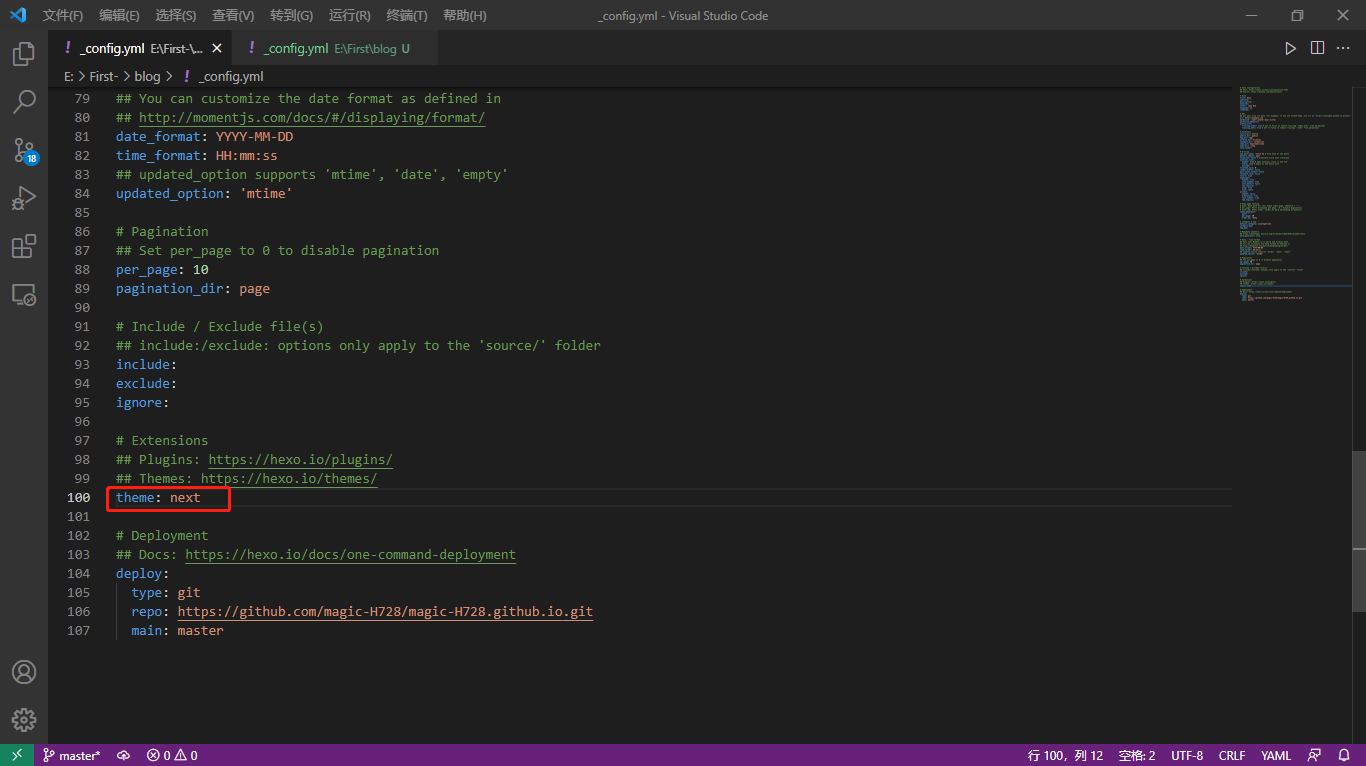 文件(F) 编辑(E) 选择(S) 查看(V) 转到(G) 运行(R) 终端(T) 帮助(H) _config.yml - Visual Studio Code
! _config.yml E:\First-\... ! _config.yml E:\First\blog U
E: > First- > blog > ! _config.yml
79 ## You can customize the date format as defined in
80 ## http://momentjs.com/docs/#/displaying/format/
81 date_format: YYYY-MM-DD
82 time_format: HH:mm:ss
83 ## updated_option supports 'mtime', 'date', 'empty'
84 updated_option: 'mtime'
85
86 # Pagination
87 ## Set per_page to 0 to disable pagination
88 per_page: 10
89 pagination_dir: page
90
91 # Include / Exclude file(s)
92 ## include:/exclude: options only apply to the 'source/' folder
93 include:
94 exclude:
95 ignore:
96
97 # Extensions
98 ## Plugins: https://hexo.io/plugins/
99 ## Themes: https://hexo.io/themes/
100 theme: next
101
102 # Deployment
103 ## Docs: https://hexo.io/docs/one-command-deployment
104 deploy:
105 type: git
106 repo: https://github.com/magic-H728/magic-H728.github.io.git
107 main: master
18
master* 0 0 行 100，列 12 空格: 2 UTF-8 CRLF YAML